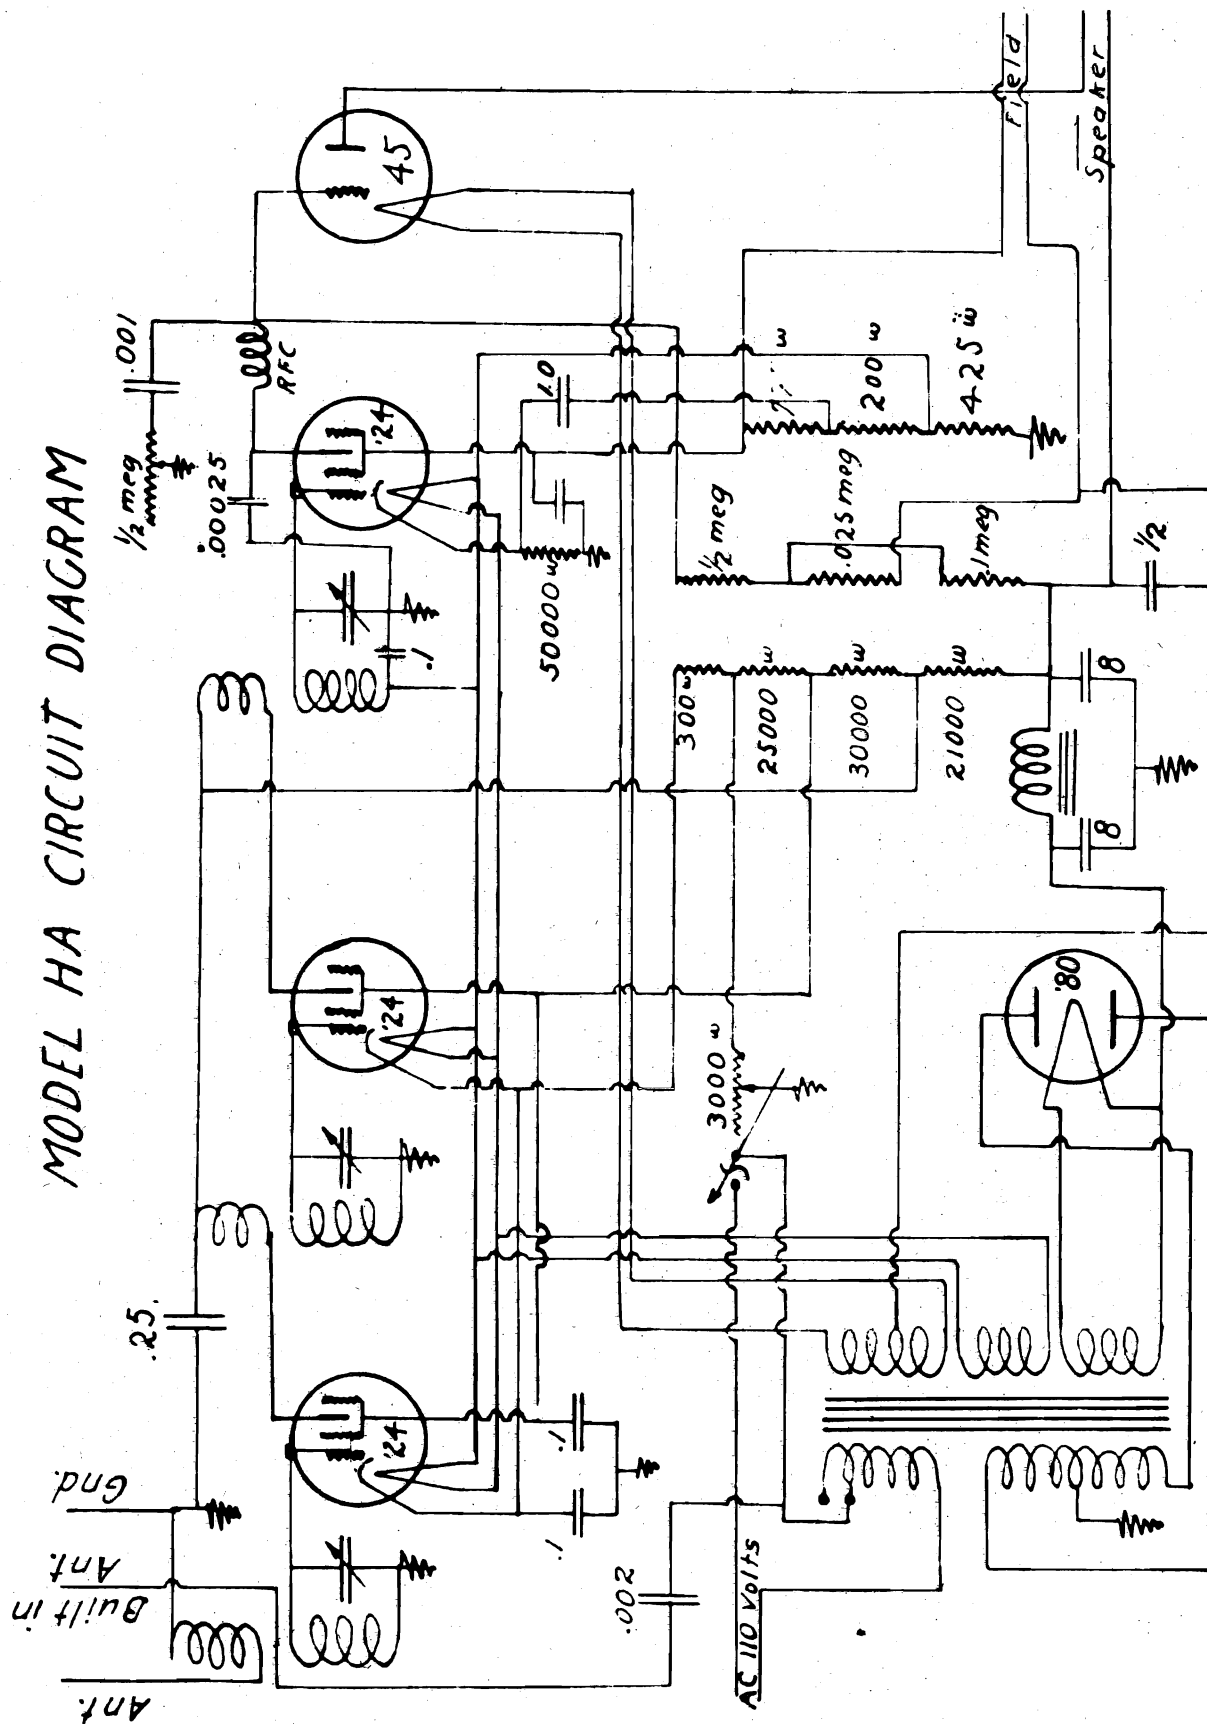 MODEL HA CIRCUIT DIAGRAM
Ant.
Built in
Ant.
Gnd.
.25
½ meg
.001
.00025
RFC
'24
'24
'24
45
.1
.1
.1
1.0
50000 ω
.002
AC 110 Volts
3000 ω
300 ω
25000 ω
30000 ω
21000 ω
½ meg
.025 meg
.1 meg
ω
200 ω
425 ω
8
8
½
'80
Field
Speaker